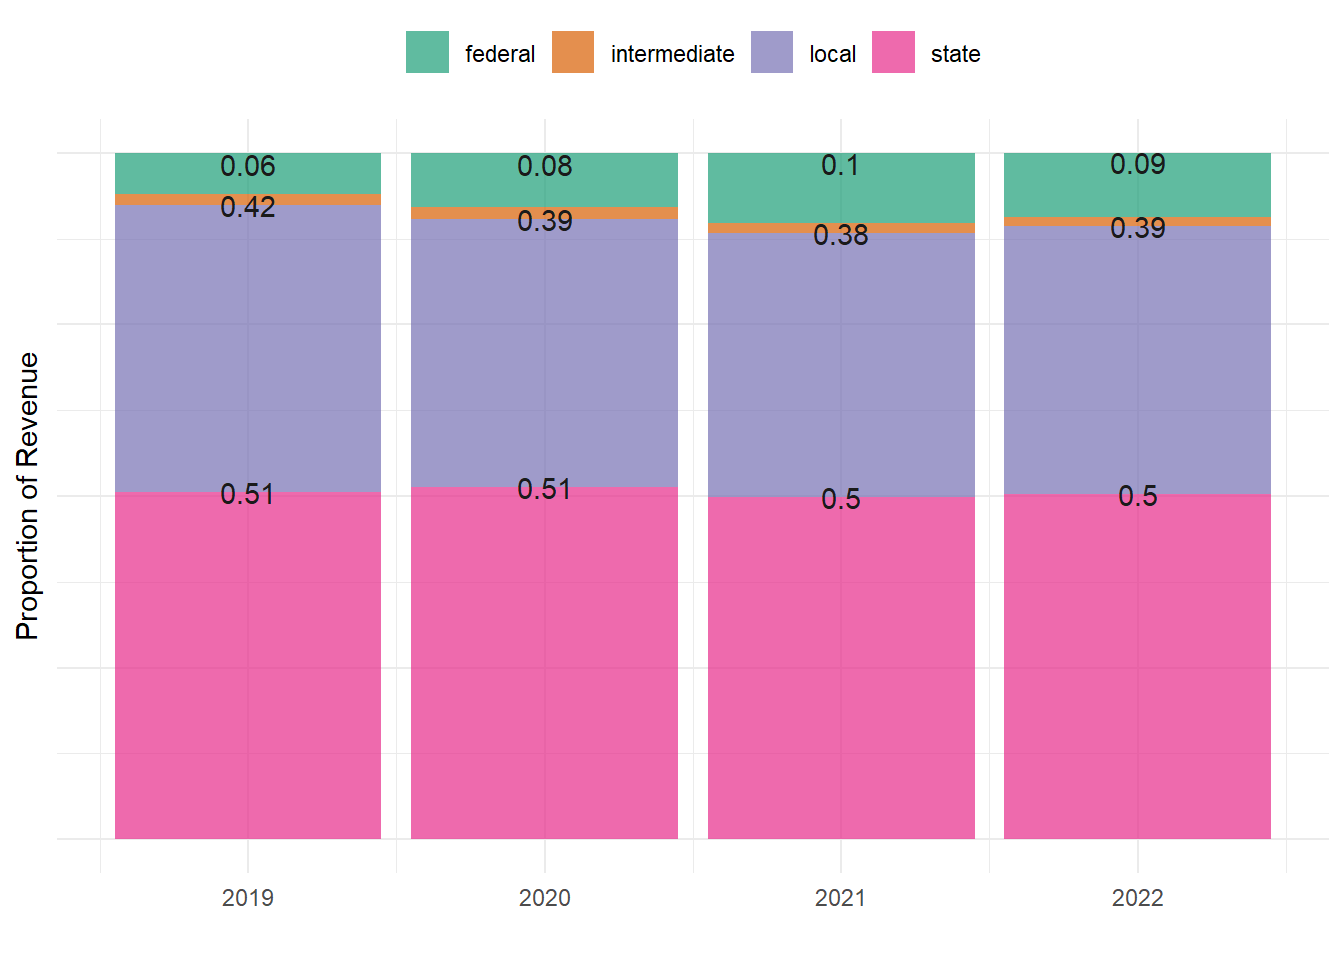 federal intermediate local state
Proportion of Revenue
0.06 0.08 0.1 0.09
0.42 0.39 0.38 0.39
0.51 0.51 0.5 0.5
2019 2020 2021 2022